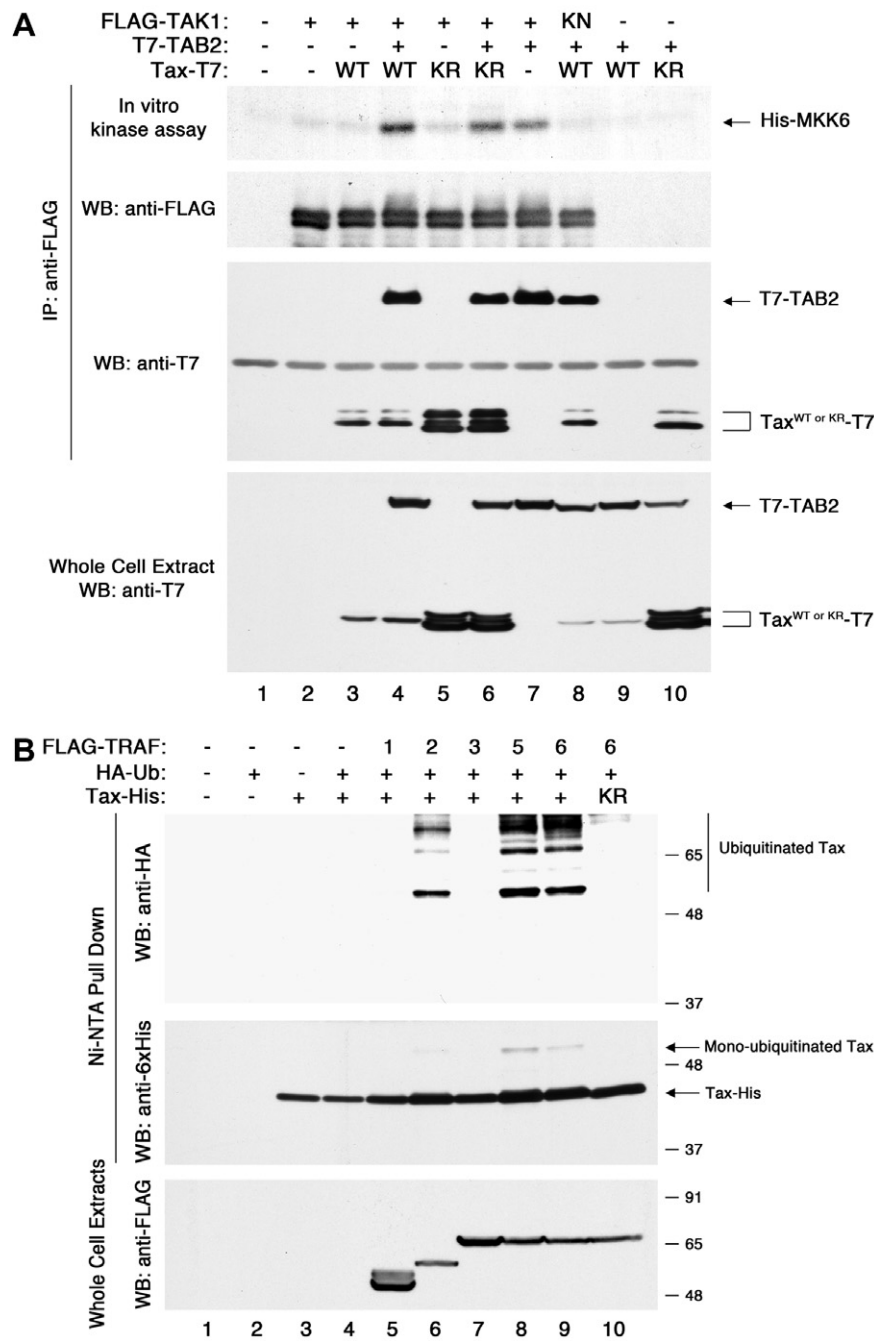 A
FLAG-TAK1: - + + + + + + KN - -
T7-TAB2: - - - + - + + + + +
Tax-T7: - - WT WT KR KR - WT WT KR
IP: anti-FLAG
In vitro
kinase assay
His-MKK6
WB: anti-FLAG
T7-TAB2
WB: anti-T7
Tax WT or KR-T7
T7-TAB2
Whole Cell Extract
WB: anti-T7
Tax WT or KR-T7
1 2 3 4 5 6 7 8 9 10
B
FLAG-TRAF: - - - - 1 2 3 5 6 6
HA-Ub: - + - + + + + + + +
Tax-His: - - + + + + + + + KR
Ni-NTA Pull Down
WB: anti-HA
Ubiquitinated Tax
65
48
37
WB: anti-6xHis
Mono-ubiquitinated Tax
48
Tax-His
37
Whole Cell Extracts
WB: anti-FLAG
91
65
48
1 2 3 4 5 6 7 8 9 10